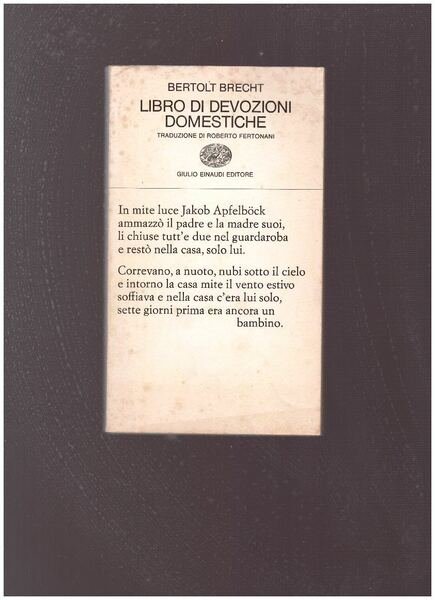 BERTOLT BRECHT
LIBRO DI DEVOZIONI
DOMESTICHE
TRADUZIONE DI ROBERTO FERTONANI
GIULIO EINAUDI EDITORE
In mite luce Jakob Apfelböck
ammazzò il padre e la madre suoi,
li chiuse tutt'e due nel guardaroba
e restò nella casa, solo lui.
Correvano, a nuoto, nubi sotto il cielo
e intorno la casa mite il vento estivo
soffiava e nella casa c'era lui solo,
sette giorni prima era ancora un
bambino.